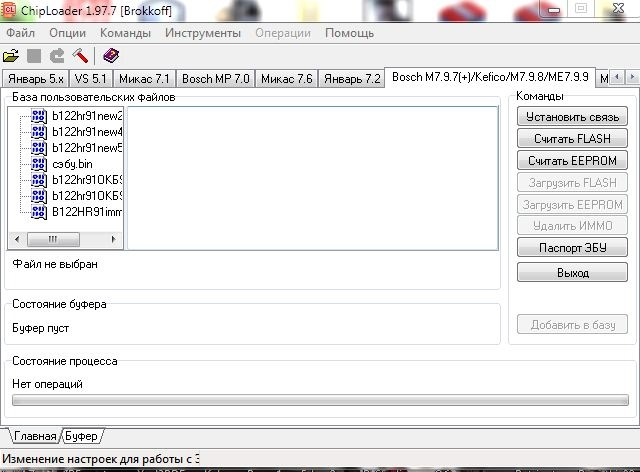 ChipLoader 1.97.7 [Brokkoff]
Файл Опции Команды Инструменты Операции Помощь
Январь 5.x VS 5.1 Микас 7.1 Bosch MP 7.0 Микас 7.6 Январь 7.2 Bosch M7.9.7(+)/Kefico/M7.9.8/ME7.9.9 М
База пользовательских файлов
b122hr91new2
b122hr91new4
b122hr91new5
сэбу.bin
b122hr91ОКБ9
b122hr91ОКБ9
B122HR91imm
Файл не выбран
Состояние буфера
Буфер пуст
Состояние процесса
Нет операций
Команды
Установить связь
Считать FLASH
Считать EEPROM
Загрузить FLASH
Загрузить EEPROM
Удалить ИММО
Паспорт ЭБУ
Выход
Добавить в базу
Главная Буфер
Изменение настроек для работы с Э